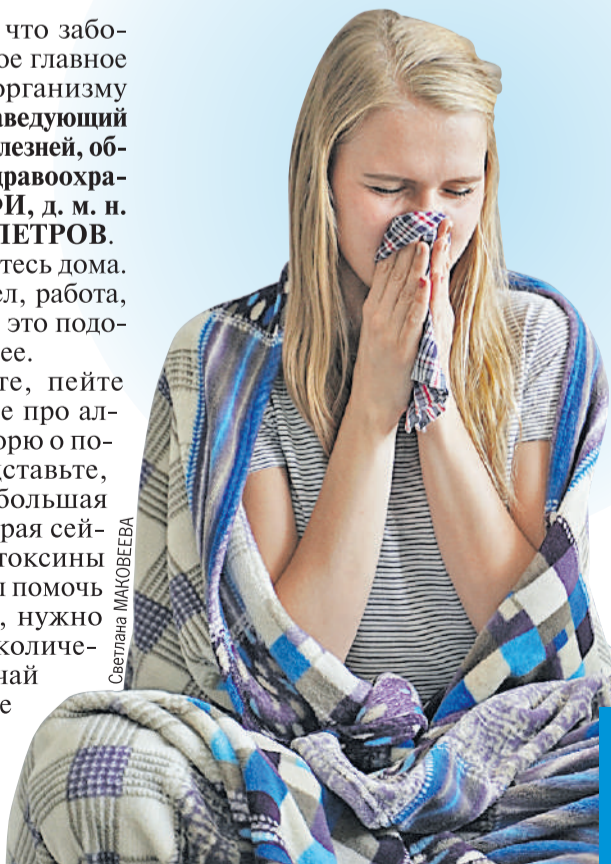 что забо-
ое главное
организму
аведующий
лезней, об-
дравоохра-
РИ, д. м. н.
ПЕТРОВ.
тесь дома.
ел, работа,
это подо-
ее.
те, пейте
е про ал-
орю о по-
дставьте,
большая
рая сей-
токсины
ы помочь
, нужно
количе-
чай
е
Светлана МАКОВЕЕВА